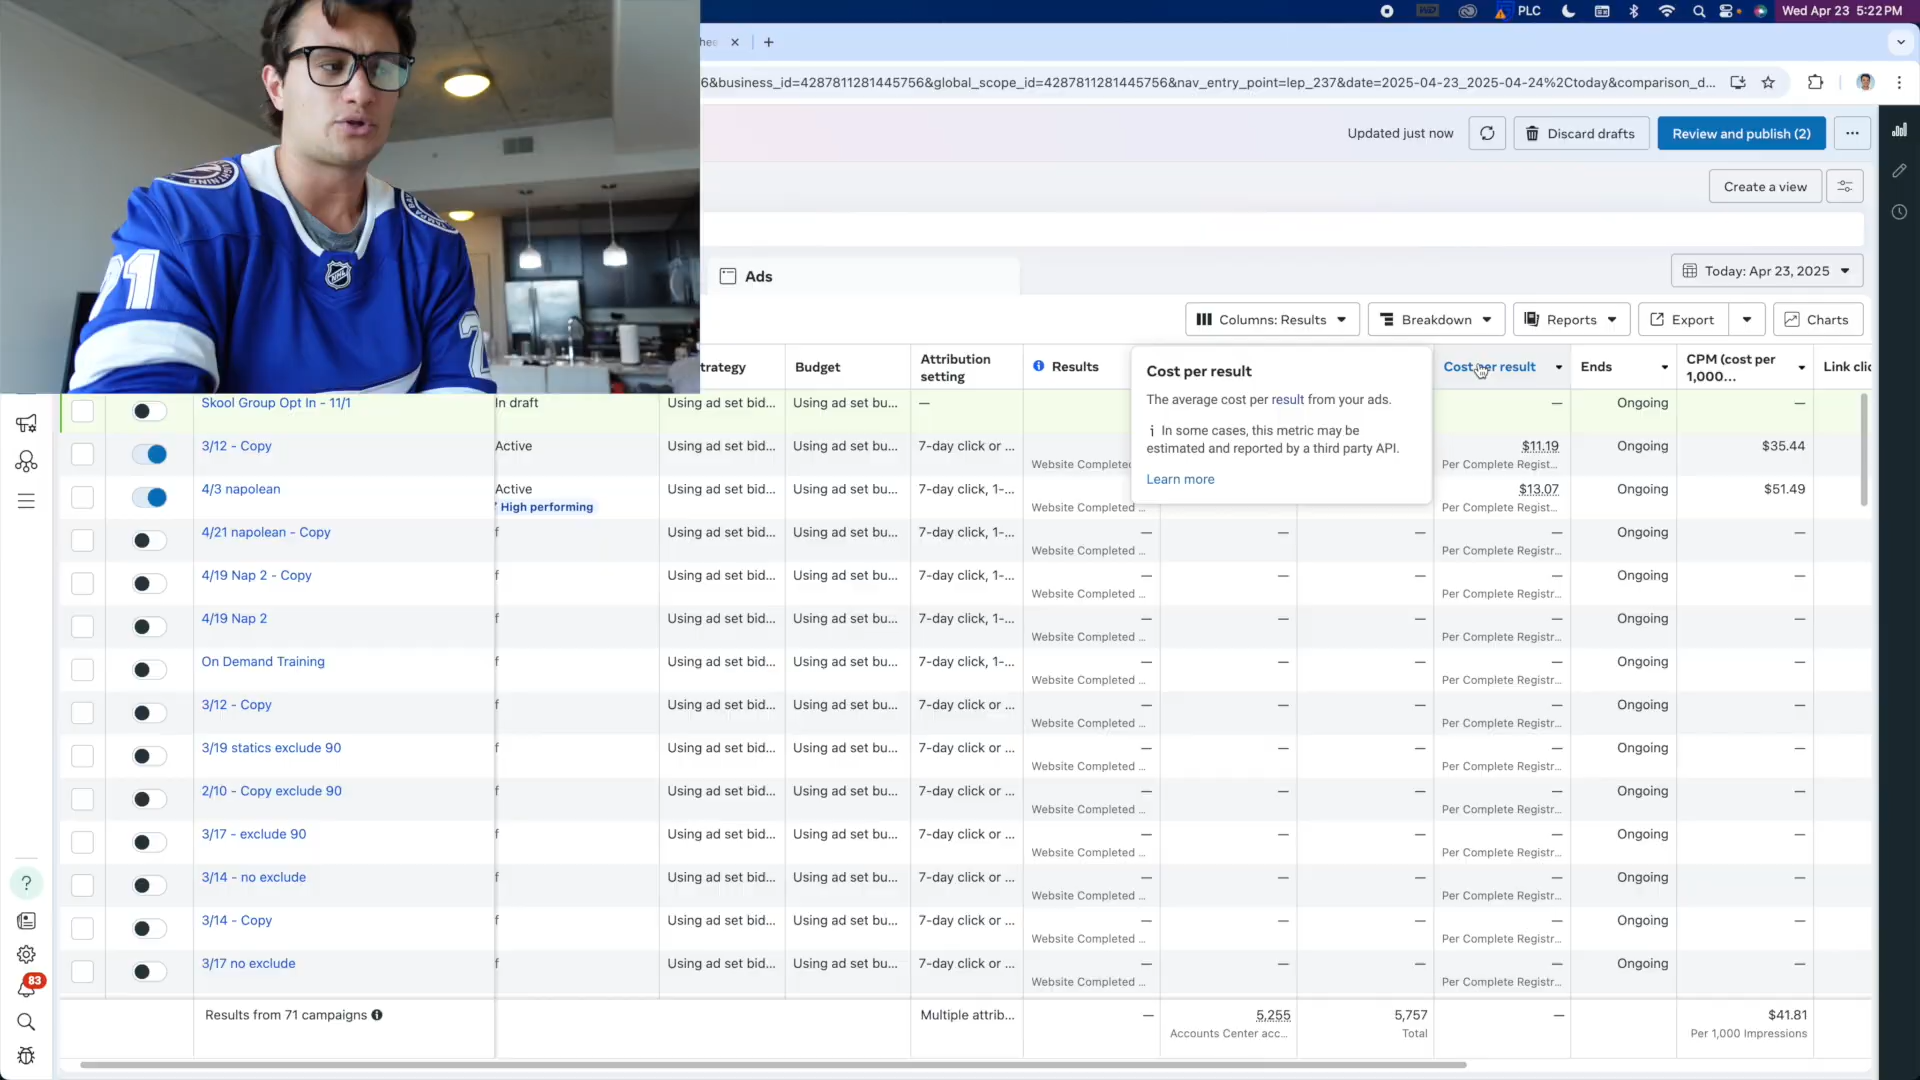 PLC
Wed Apr 23 5:22 PM
6&business_id=4287811281445756&global_scope_id=4287811281445756&nav_entry_point=lep_237&date=2025-04-23_2025-04-24%2Ctoday&comparison_d...
Updated just now
Discard drafts
Review and publish (2)
Create a view
Ads
Today: Apr 23, 2025
Columns: Results
Breakdown
Reports
Export
Charts
trategy
Budget
Attribution setting
Results
Cost per result
Ends
CPM (cost per 1,000...
Link clic
Cost per result
The average cost per result from your ads.
In some cases, this metric may be
estimated and reported by a third party API.
Learn more
Skool Group Opt In - 11/1 In draft Using ad set bid... Using ad set bu... — — Ongoing —
3/12 - Copy Active Using ad set bid... Using ad set bu... 7-day click or ... $11.19 Ongoing $35.44
Website Completed Per Complete Regist...
4/3 napolean Active Using ad set bid... Using ad set bu... 7-day click, 1-... $13.07 Ongoing $51.49
High performing Website Completed ... Per Complete Regist...
4/21 napolean - Copy f Using ad set bid... Using ad set bu... 7-day click, 1-... — — — — Ongoing —
Website Completed ... Per Complete Registr...
4/19 Nap 2 - Copy f Using ad set bid... Using ad set bu... 7-day click, 1-... — — — — Ongoing —
Website Completed ... Per Complete Registr...
4/19 Nap 2 f Using ad set bid... Using ad set bu... 7-day click, 1-... — — — — Ongoing —
Website Completed ... Per Complete Registr...
On Demand Training f Using ad set bid... Using ad set bu... 7-day click, 1-... — — — — Ongoing —
Website Completed ... Per Complete Registr...
3/12 - Copy f Using ad set bid... Using ad set bu... 7-day click or ... — — — — Ongoing —
Website Completed ... Per Complete Registr...
3/19 statics exclude 90 f Using ad set bid... Using ad set bu... 7-day click or ... — — — — Ongoing —
Website Completed ... Per Complete Registr...
2/10 - Copy exclude 90 f Using ad set bid... Using ad set bu... 7-day click or ... — — — — Ongoing —
Website Completed ... Per Complete Registr...
3/17 - exclude 90 f Using ad set bid... Using ad set bu... 7-day click or ... — — — — Ongoing —
Website Completed ... Per Complete Registr...
3/14 - no exclude f Using ad set bid... Using ad set bu... 7-day click or ... — — — — Ongoing —
Website Completed ... Per Complete Registr...
3/14 - Copy f Using ad set bid... Using ad set bu... 7-day click or ... — — — — Ongoing —
Website Completed ... Per Complete Registr...
3/17 no exclude f Using ad set bid... Using ad set bu... 7-day click or ... — — — — Ongoing —
Website Completed ... Per Complete Registr...
Results from 71 campaigns Multiple attrib... — 5,255 5,757 — $41.81
Accounts Center acc... Total Per 1,000 Impressions
83
LIGHTNING
NHL